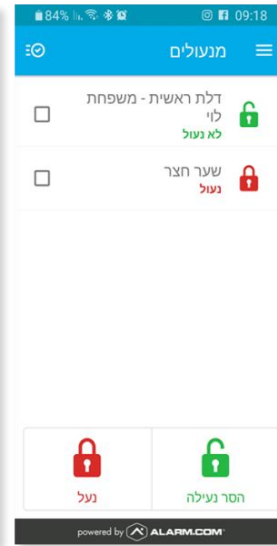 84% 09:18
מנעולים
דלת ראשית - משפחת
לוי
לא נעול
שער חצר
נעול
הסר נעילה
נעל
powered by ALARM.COM